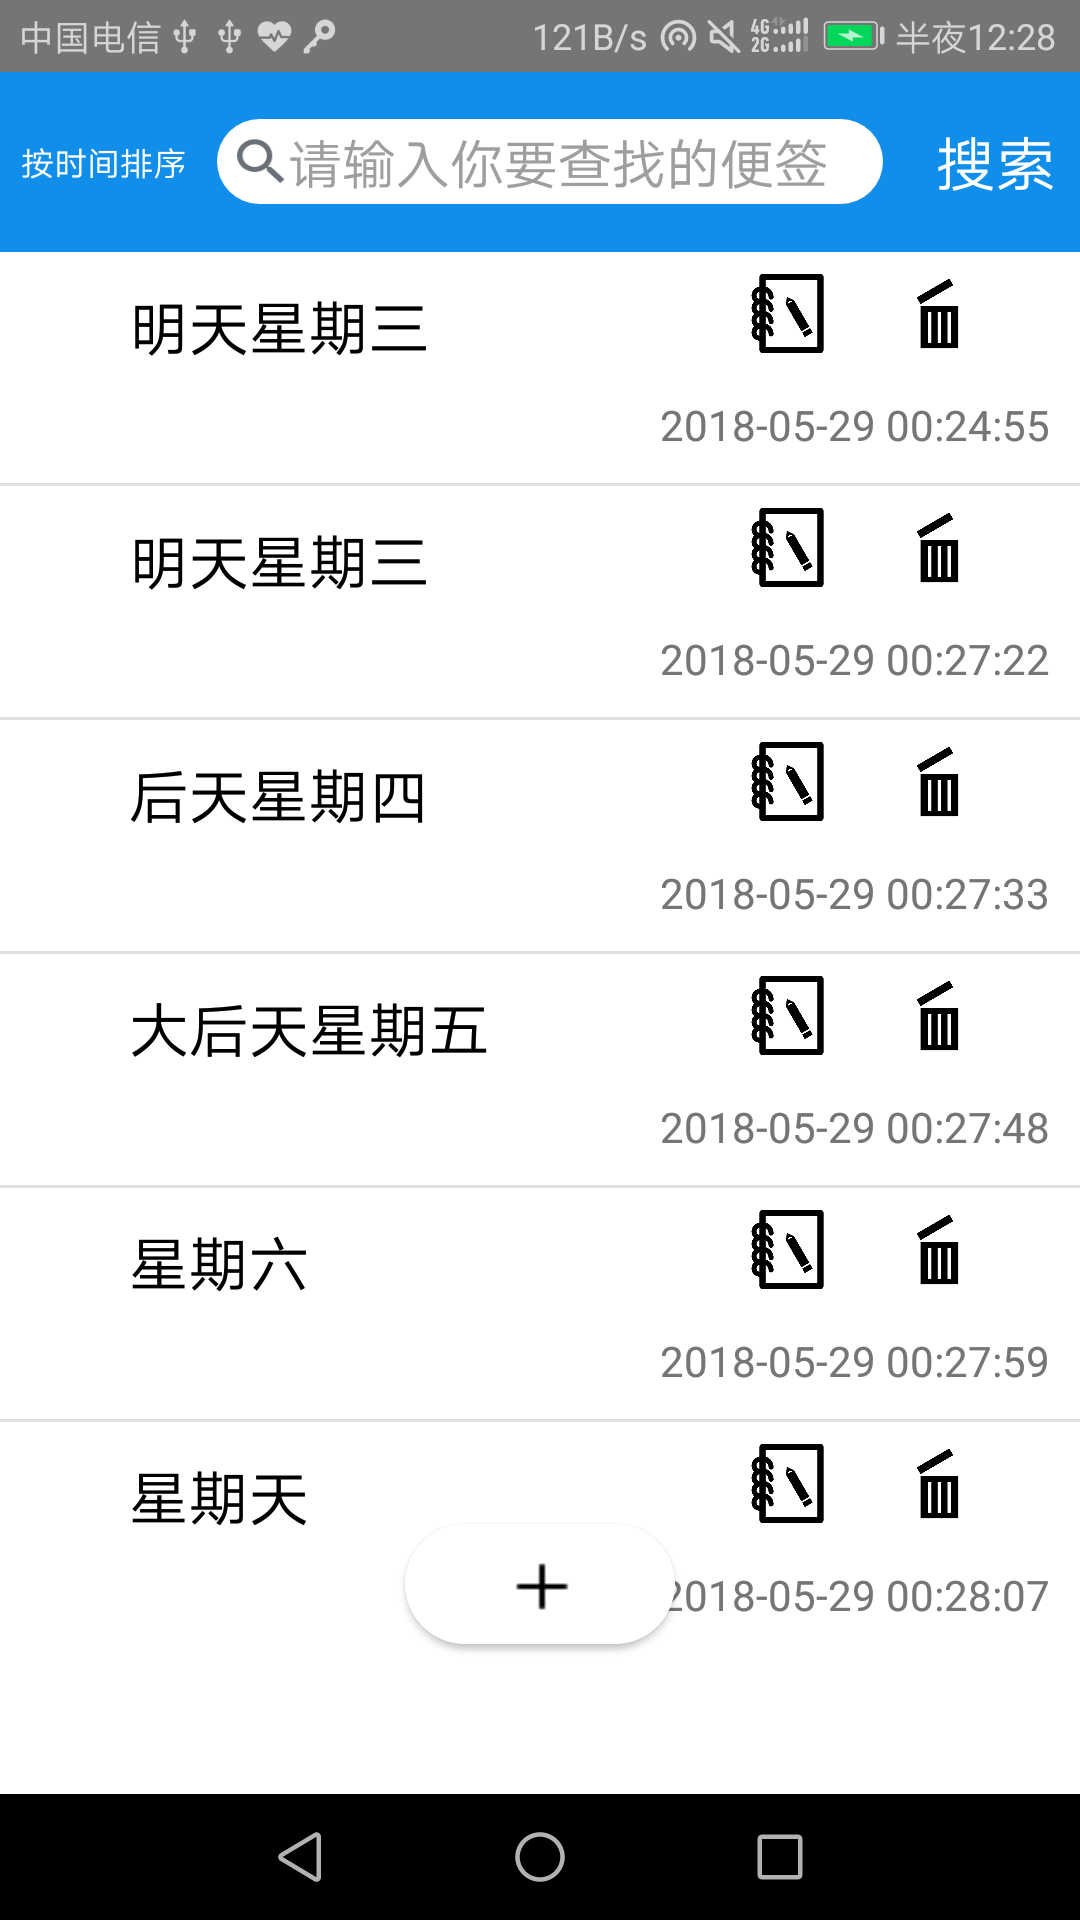 中国电信 121B/s 4G 2G 半夜12:28
按时间排序 请输入你要查找的便签 搜索
明天星期三
2018-05-29 00:24:55
明天星期三
2018-05-29 00:27:22
后天星期四
2018-05-29 00:27:33
大后天星期五
2018-05-29 00:27:48
星期六
2018-05-29 00:27:59
星期天
2018-05-29 00:28:07